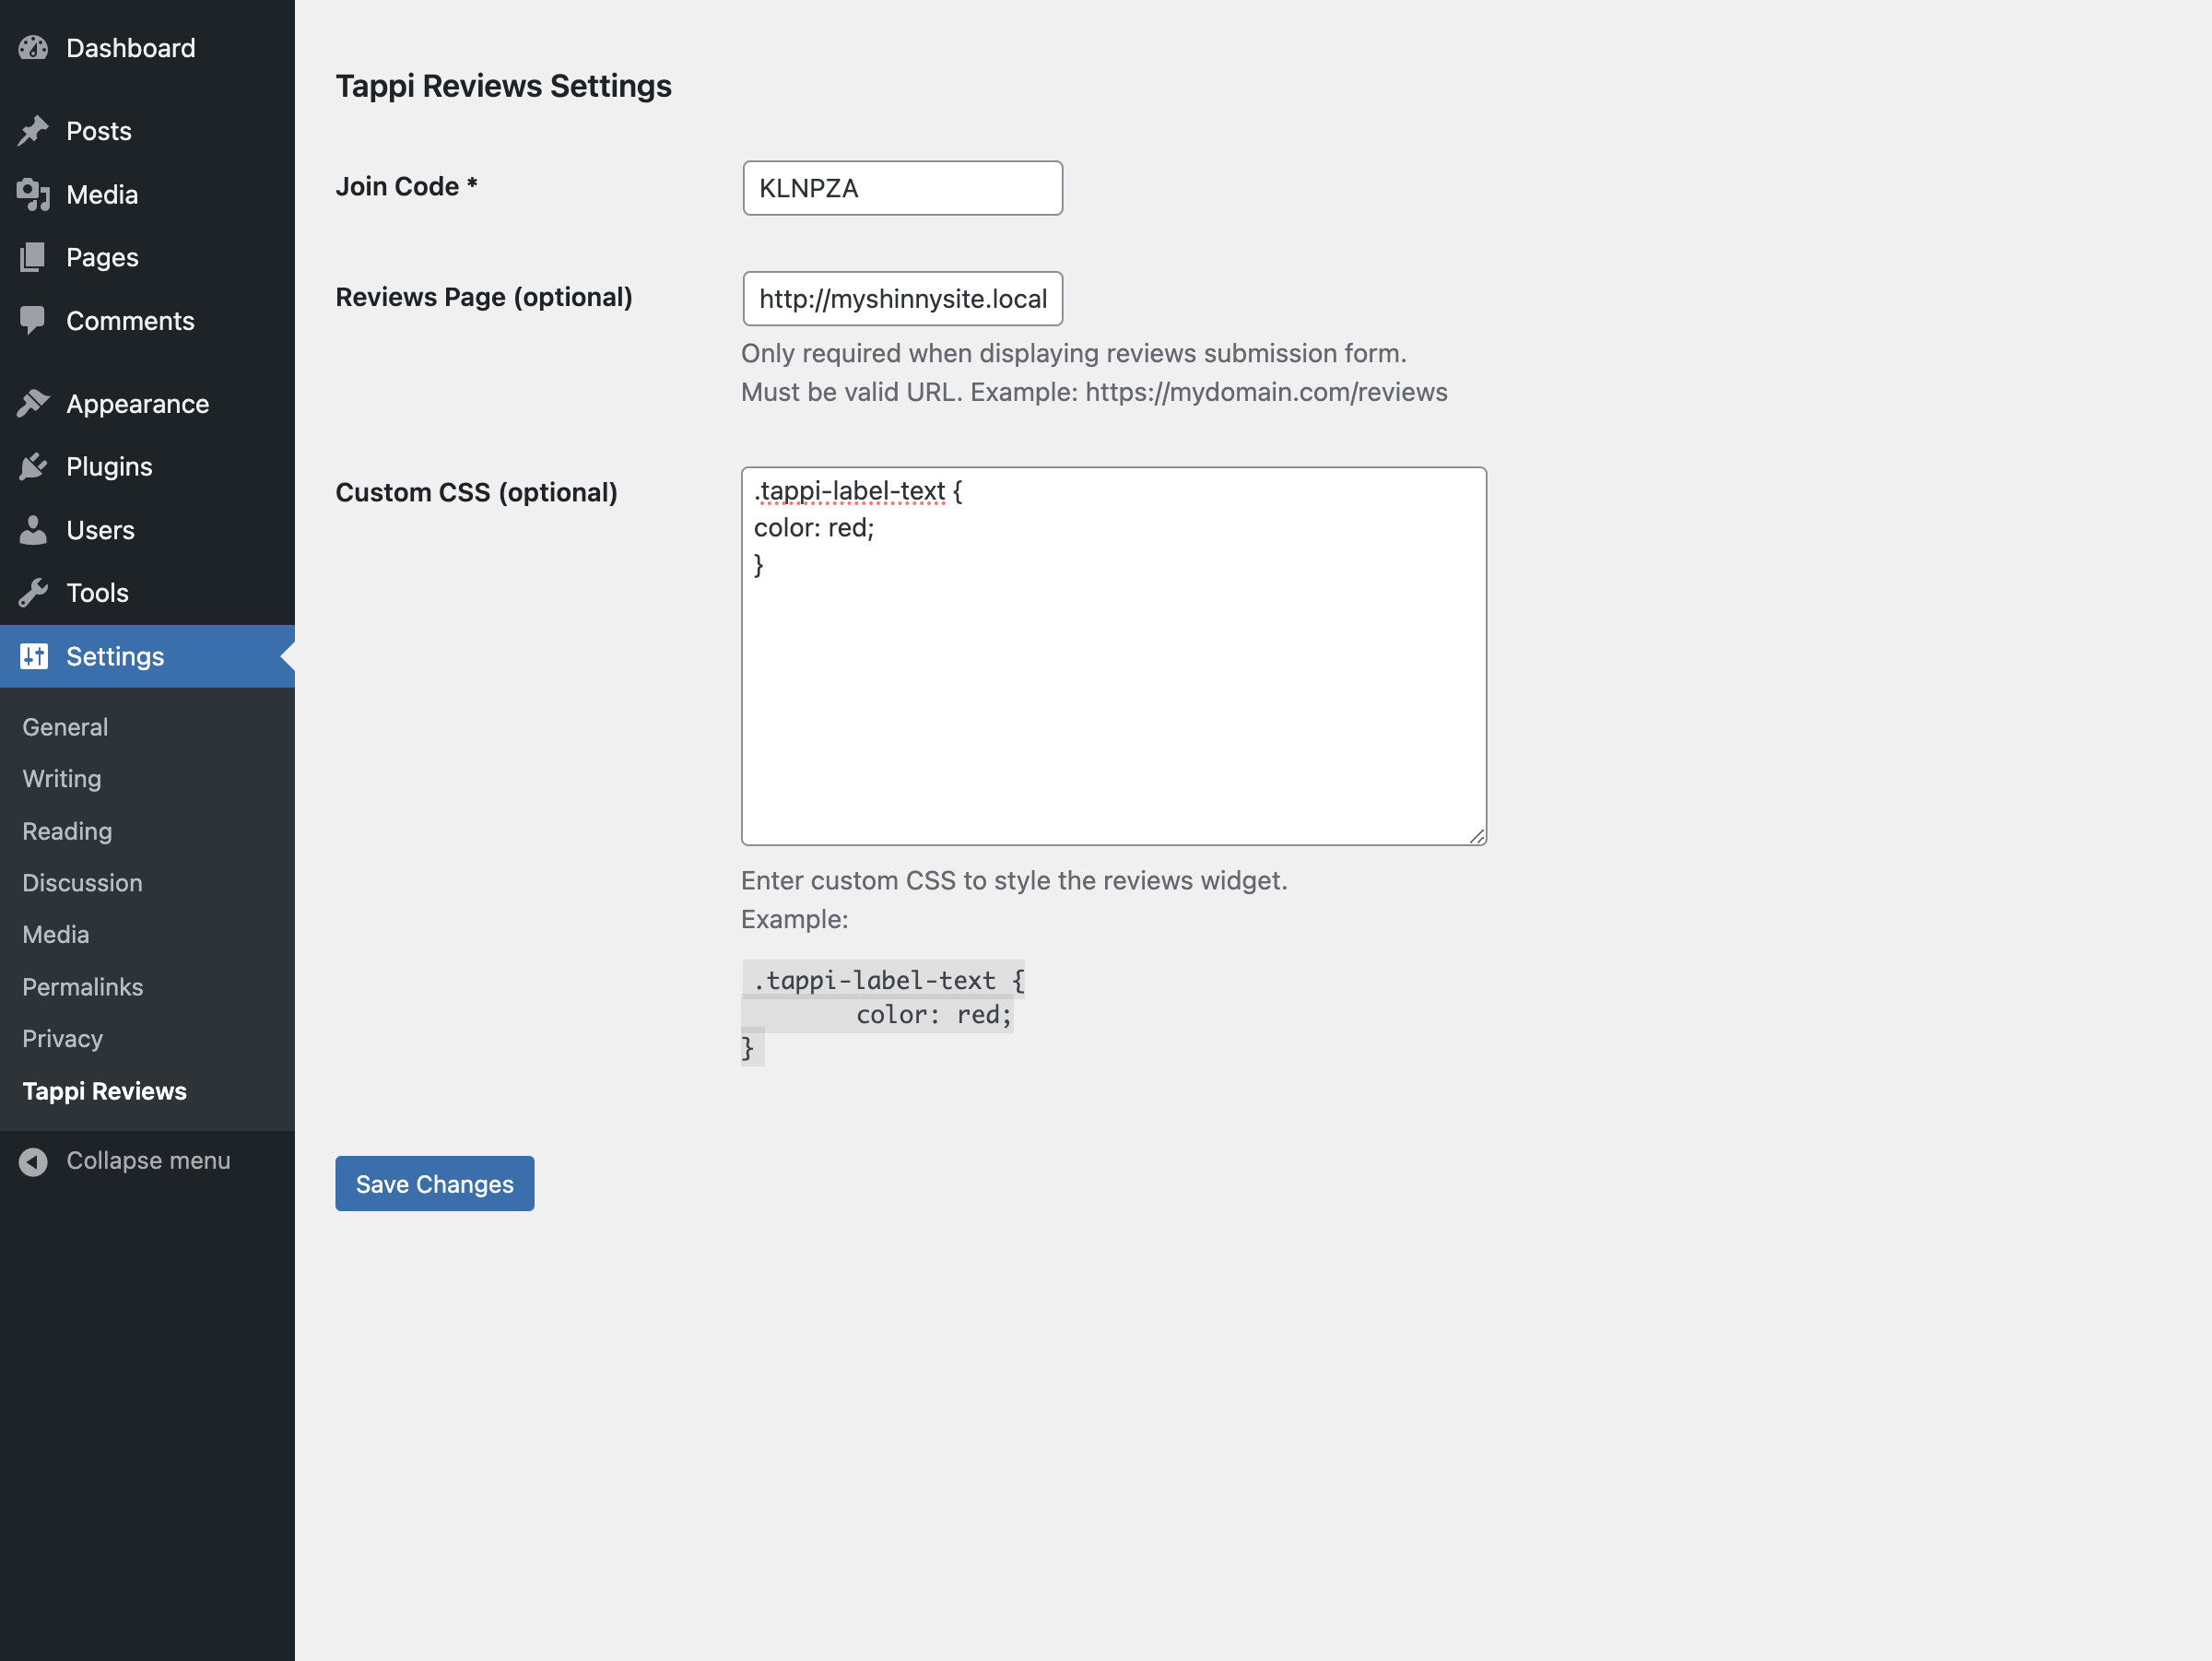 Dashboard
Posts
Media
Pages
Comments
Appearance
Plugins
Users
Tools
Settings
General
Writing
Reading
Discussion
Media
Permalinks
Privacy
Tappi Reviews
Collapse menu
Tappi Reviews Settings
Join Code *
KLNPZA
Reviews Page (optional)
http://myshinnysite.local
Only required when displaying reviews submission form.
Must be valid URL. Example: https://mydomain.com/reviews
Custom CSS (optional)
.tappi-label-text {
color: red;
}
Enter custom CSS to style the reviews widget.
Example:
.tappi-label-text {
color: red;
}
Save Changes